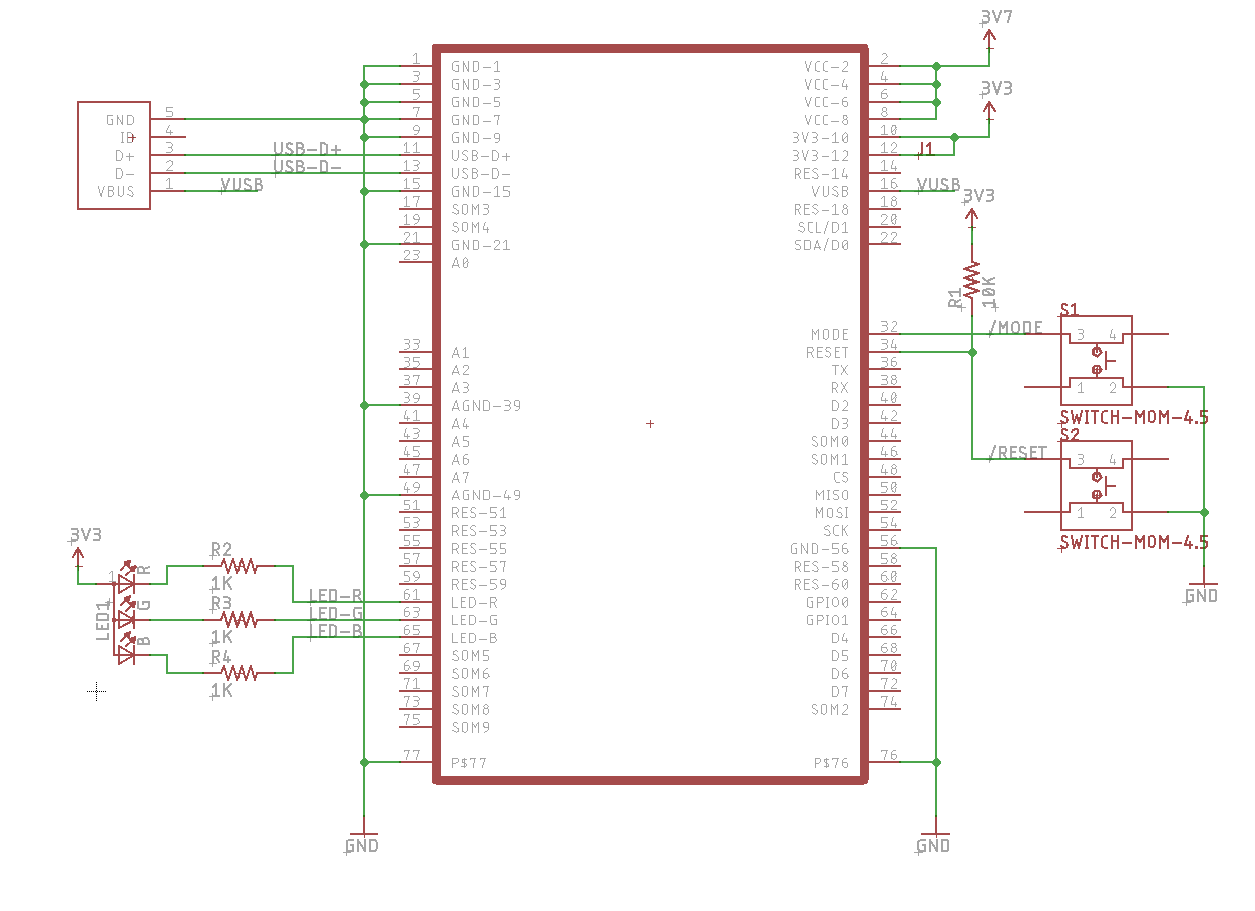 3V7
1 GND-1 VCC-2 2
3 GND-3 VCC-4 4
3V3
5 GND-5 VCC-6 6
GND 5 7 GND-7 VCC-8 8
4 9 GND-9 3V3-10 10
D+ 3 USB-D+ 11 USB-D+ 3V3-12 12 J1
D- 2 USB-D- 13 USB-D- RES-14 14
VBUS 1 VUSB 15 GND-15 VUSB 16 VUSB
3V3
17 SOM3 RES-18 18
19 SOM4 SCL/D1 20
21 GND-21 SDA/D0 22
23 A0
R1 10K
S1
MODE 32 /MODE 3 4
33 A1 RESET 34
35 A2 TX 36
37 A3 RX 38 1 2
39 AGND-39 D2 40
SWITCH-MOM-4.5
41 A4 D3 42
S2
43 A5 SOM0 44
45 A6 SOM1 46 /RESET 3 4
47 A7 CS 48
49 AGND-49 MISO 50
51 RES-51 MOSI 52 1 2
53 RES-53 SCK 54
3V3
SWITCH-MOM-4.5
55 RES-55 GND-56 56
R2
57 RES-57 RES-58 58
R
1
1K
59 RES-59 RES-60 60
GND
LED-R 61 LED-R GPIO0 62
G R3
LED-G 63 LED-G GPIO1 64
LED1
B 1K
LED-B 65 LED-B D4 66
R4
67 SOM5 D5 68
69 SOM6 D6 70
1K
71 SOM7 D7 72
73 SOM8 SOM2 74
75 SOM9
77 P$77 P$76 76
GND GND